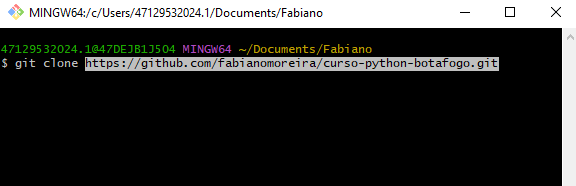 MINGW64:/c/Users/47129532024.1/Documents/Fabiano
47129532024.1@47DEJB1J5O4 MINGW64 ~/Documents/Fabiano
$ git clone https://github.com/fabianomoreira/curso-python-botafogo.git